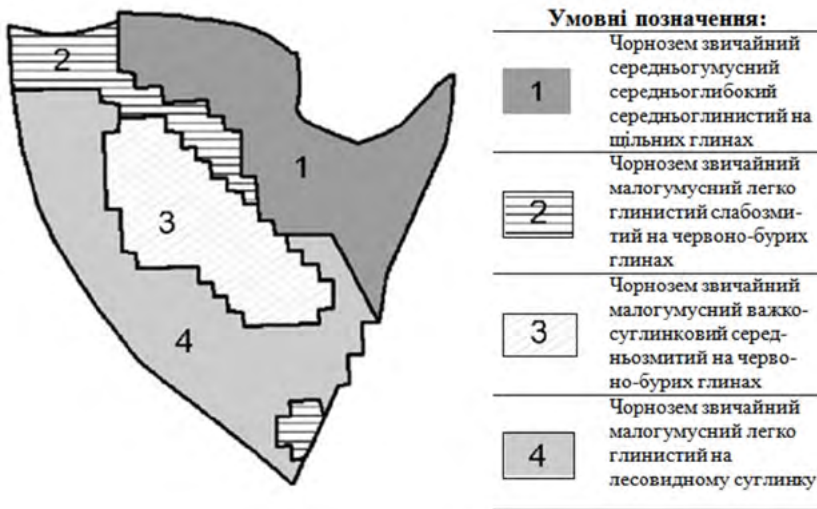 Умовні позначення:
1
Чорнозем звичайний
середньогумусний
середньоглибокий
середньоглинистий на
щільних глинах
2
Чорнозем звичайний
малогумусний легко
глинистий слабозми-
тий на червоно-бурих
глинах
3
Чорнозем звичайний
малогумусний важко-
суглинковий серед-
ньозмитий на черво-
но-бурих глинах
4
Чорнозем звичайний
малогумусний легко
глинистий на
лесовидному суглинку
2
1
3
4